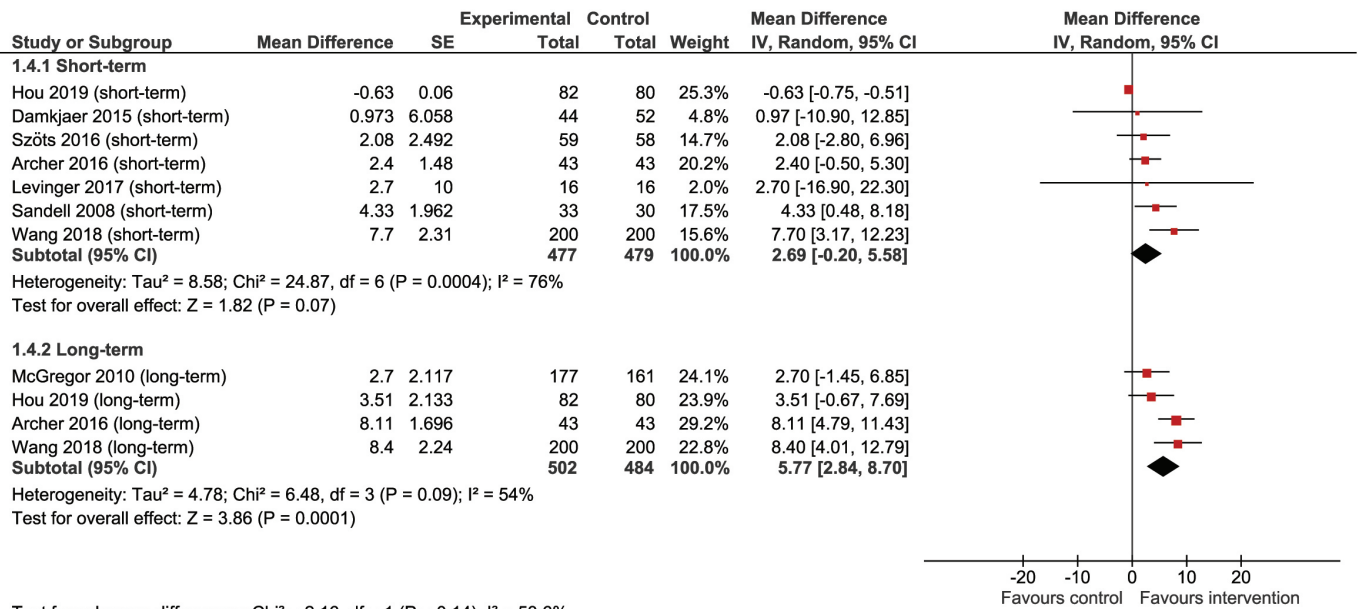 Experimental Control Mean Difference Mean Difference
Study or Subgroup Mean Difference SE Total Total Weight IV, Random, 95% CI IV, Random, 95% CI
1.4.1 Short-term
Hou 2019 (short-term) -0.63 0.06 82 80 25.3% -0.63 [-0.75, -0.51]
Damkjaer 2015 (short-term) 0.973 6.058 44 52 4.8% 0.97 [-10.90, 12.85]
Szöts 2016 (short-term) 2.08 2.492 59 58 14.7% 2.08 [-2.80, 6.96]
Archer 2016 (short-term) 2.4 1.48 43 43 20.2% 2.40 [-0.50, 5.30]
Levinger 2017 (short-term) 2.7 10 16 16 2.0% 2.70 [-16.90, 22.30]
Sandell 2008 (short-term) 4.33 1.962 33 30 17.5% 4.33 [0.48, 8.18]
Wang 2018 (short-term) 7.7 2.31 200 200 15.6% 7.70 [3.17, 12.23]
Subtotal (95% CI) 477 479 100.0% 2.69 [-0.20, 5.58]
Heterogeneity: Tau² = 8.58; Chi² = 24.87, df = 6 (P = 0.0004); I² = 76%
Test for overall effect: Z = 1.82 (P = 0.07)
1.4.2 Long-term
McGregor 2010 (long-term) 2.7 2.117 177 161 24.1% 2.70 [-1.45, 6.85]
Hou 2019 (long-term) 3.51 2.133 82 80 23.9% 3.51 [-0.67, 7.69]
Archer 2016 (long-term) 8.11 1.696 43 43 29.2% 8.11 [4.79, 11.43]
Wang 2018 (long-term) 8.4 2.24 200 200 22.8% 8.40 [4.01, 12.79]
Subtotal (95% CI) 502 484 100.0% 5.77 [2.84, 8.70]
Heterogeneity: Tau² = 4.78; Chi² = 6.48, df = 3 (P = 0.09); I² = 54%
Test for overall effect: Z = 3.86 (P = 0.0001)
-20 -10 0 10 20
Favours control Favours intervention